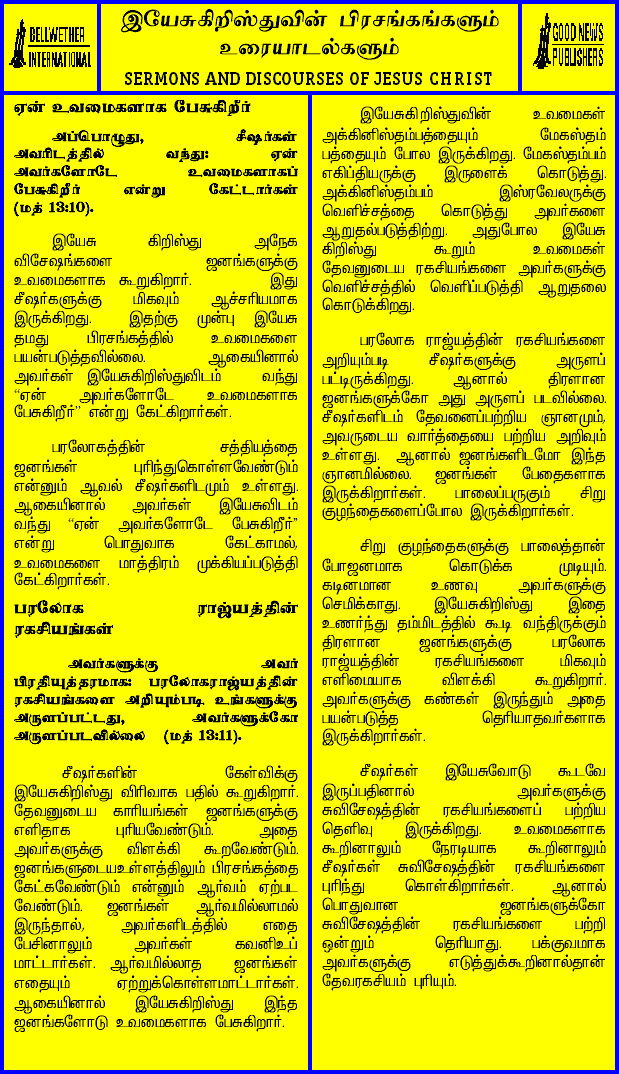 BELLWETHER
INTERNATIONAL
இயேசுகிறிஸ்துவின் பிரசங்கங்களும்
உரையாடல்களும்
SERMONS AND DISCOURSES OF JESUS CHRIST
GOOD NEWS
PUBLISHERS
ஏன் உவமைகளாக பேசுகிறீர்
அப்பொழுது, சீஷர்கள்
அவரிடத்தில் வந்து: ஏன்
அவர்களோடே உவமைகளாகப்
பேசுகிறீர் என்று கேட்டார்கள்
(மத் 13:10).
இயேசு கிறிஸ்து அநேக
விசேஷங்களை ஜனங்களுக்கு
உவமைகளாக கூறுகிறார். இது
சீஷர்களுக்கு மிகவும் ஆச்சரியமாக
இருக்கிறது. இதற்கு முன்பு இயேசு
தமது பிரசங்கத்தில் உவமைகளை
பயன்படுத்தவில்லை. ஆகையினால்
அவர்கள் இயேசுகிறிஸ்துவிடம் வந்து
“ஏன் அவர்களோடே உவமைகளாக
பேசுகிறீர்” என்று கேட்கிறார்கள்.
பரலோகத்தின் சத்தியத்தை
ஜனங்கள் புரிந்துகொள்ளவேண்டும்
என்னும் ஆவல் சீஷர்களிடமும் உள்ளது.
ஆகையினால் அவர்கள் இயேசுவிடம்
வந்து “ஏன் அவர்களோடே பேசுகிறீர்”
என்று பொதுவாக கேட்காமல்,
உவமைகளை மாத்திரம் முக்கியப்படுத்தி
கேட்கிறார்கள்.
பரலோக ராஜ்யத்தின்
ரகசியங்கள்
அவர்களுக்கு அவர்
பிரதியுத்தரமாக: பரலோகராஜ்யத்தின்
ரகசியங்களை அறியும்படி உங்களுக்கு
அருளப்பட்டது, அவர்களுக்கோ
அருளப்படவில்லை (மத் 13:11).
சீஷர்களின் கேள்விக்கு
இயேசுகிறிஸ்து விரிவாக பதில் கூறுகிறார்.
தேவனுடைய காரியங்கள் ஜனங்களுக்கு
எளிதாக புரியவேண்டும். அதை
அவர்களுக்கு விளக்கி கூறவேண்டும்.
ஜனங்களுடையஉள்ளத்திலும் பிரசங்கத்தை
கேட்கவேண்டும் என்னும் ஆர்வம் ஏற்பட
வேண்டும். ஜனங்கள் ஆர்வமில்லாமல்
இருந்தால், அவர்களிடத்தில் எதை
பேசினாலும் அவர்கள் கவனிஉப்
மாட்டார்கள். ஆர்வமில்லாத ஜனங்கள்
எதையும் ஏற்றுக்கொள்ளமாட்டார்கள்.
ஆகையினால் இயேசுகிறிஸ்து இந்த
ஜனங்களோடு உவமைகளாக பேசுகிறார்.
இயேசுகிறிஸ்துவின் உவமைகள்
அக்கினிஸ்தம்பத்தையும் மேகஸ்தம்
பத்தையும் போல இருக்கிறது. மேகஸ்தம்பம்
எகிப்தியருக்கு இருளைக் கொடுத்து.
அக்கினிஸ்தம்பம் இஸ்ரவேலருக்கு
வெளிச்சத்தை கொடுத்து அவர்களை
ஆறுதல்படுத்திற்று. அதுபோல இயேசு
கிறிஸ்து கூறும் உவமைகள்
தேவனுடைய ரகசியங்களை அவர்களுக்கு
வெளிச்சத்தில் வெளிப்படுத்தி ஆறுதலை
கொடுக்கிறது.
பரலோக ராஜ்யத்தின் ரகசியங்களை
அறியும்படி சீஷர்களுக்கு அருளப்
பட்டிருக்கிறது. ஆனால் திரளான
ஜனங்களுக்கோ அது அருளப் படவில்லை.
சீஷர்களிடம் தேவனைப்பற்றிய ஞானமும்,
அவருடைய வார்த்தையை பற்றிய அறிவும்
உள்ளது. ஆனால் ஜனங்களிடமோ இந்த
ஞானமில்லை. ஜனங்கள் பேதைகளாக
இருக்கிறார்கள். பாலைப்பருகும் சிறு
குழந்தைகளைப்போல இருக்கிறார்கள்.
சிறு குழந்தைகளுக்கு பாலைத்தான்
போஜனமாக கொடுக்க முடியும்.
கடினமான உணவு அவர்களுக்கு
செமிக்காது. இயேசுகிறிஸ்து இதை
உணர்ந்து தம்மிடத்தில் கூடி வந்திருக்கும்
திரளான ஜனங்களுக்கு பரலோக
ராஜ்யத்தின் ரகசியங்களை மிகவும்
எளிமையாக விளக்கி கூறுகிறார்.
அவர்களுக்கு கண்கள் இருந்தும் அதை
பயன்படுத்த தெரியாதவர்களாக
இருக்கிறார்கள்.
சீஷர்கள் இயேசுவோடு கூடவே
இருப்பதினால் அவர்களுக்கு
சுவிசேஷத்தின் ரகசியங்களைப் பற்றிய
தெளிவு இருக்கிறது. உவமைகளாக
கூறினாலும் நேரடியாக கூறினாலும்
சீஷர்கள் சுவிசேஷத்தின் ரகசியங்களை
புரிந்து கொள்கிறார்கள். ஆனால்
பொதுவான ஜனங்களுக்கோ
சுவிசேஷத்தின் ரகசியங்களை பற்றி
ஒன்றும் தெரியாது. பக்குவமாக
அவர்களுக்கு எடுத்துக்கூறினால்தான்
தேவரகசியம் புரியும்.